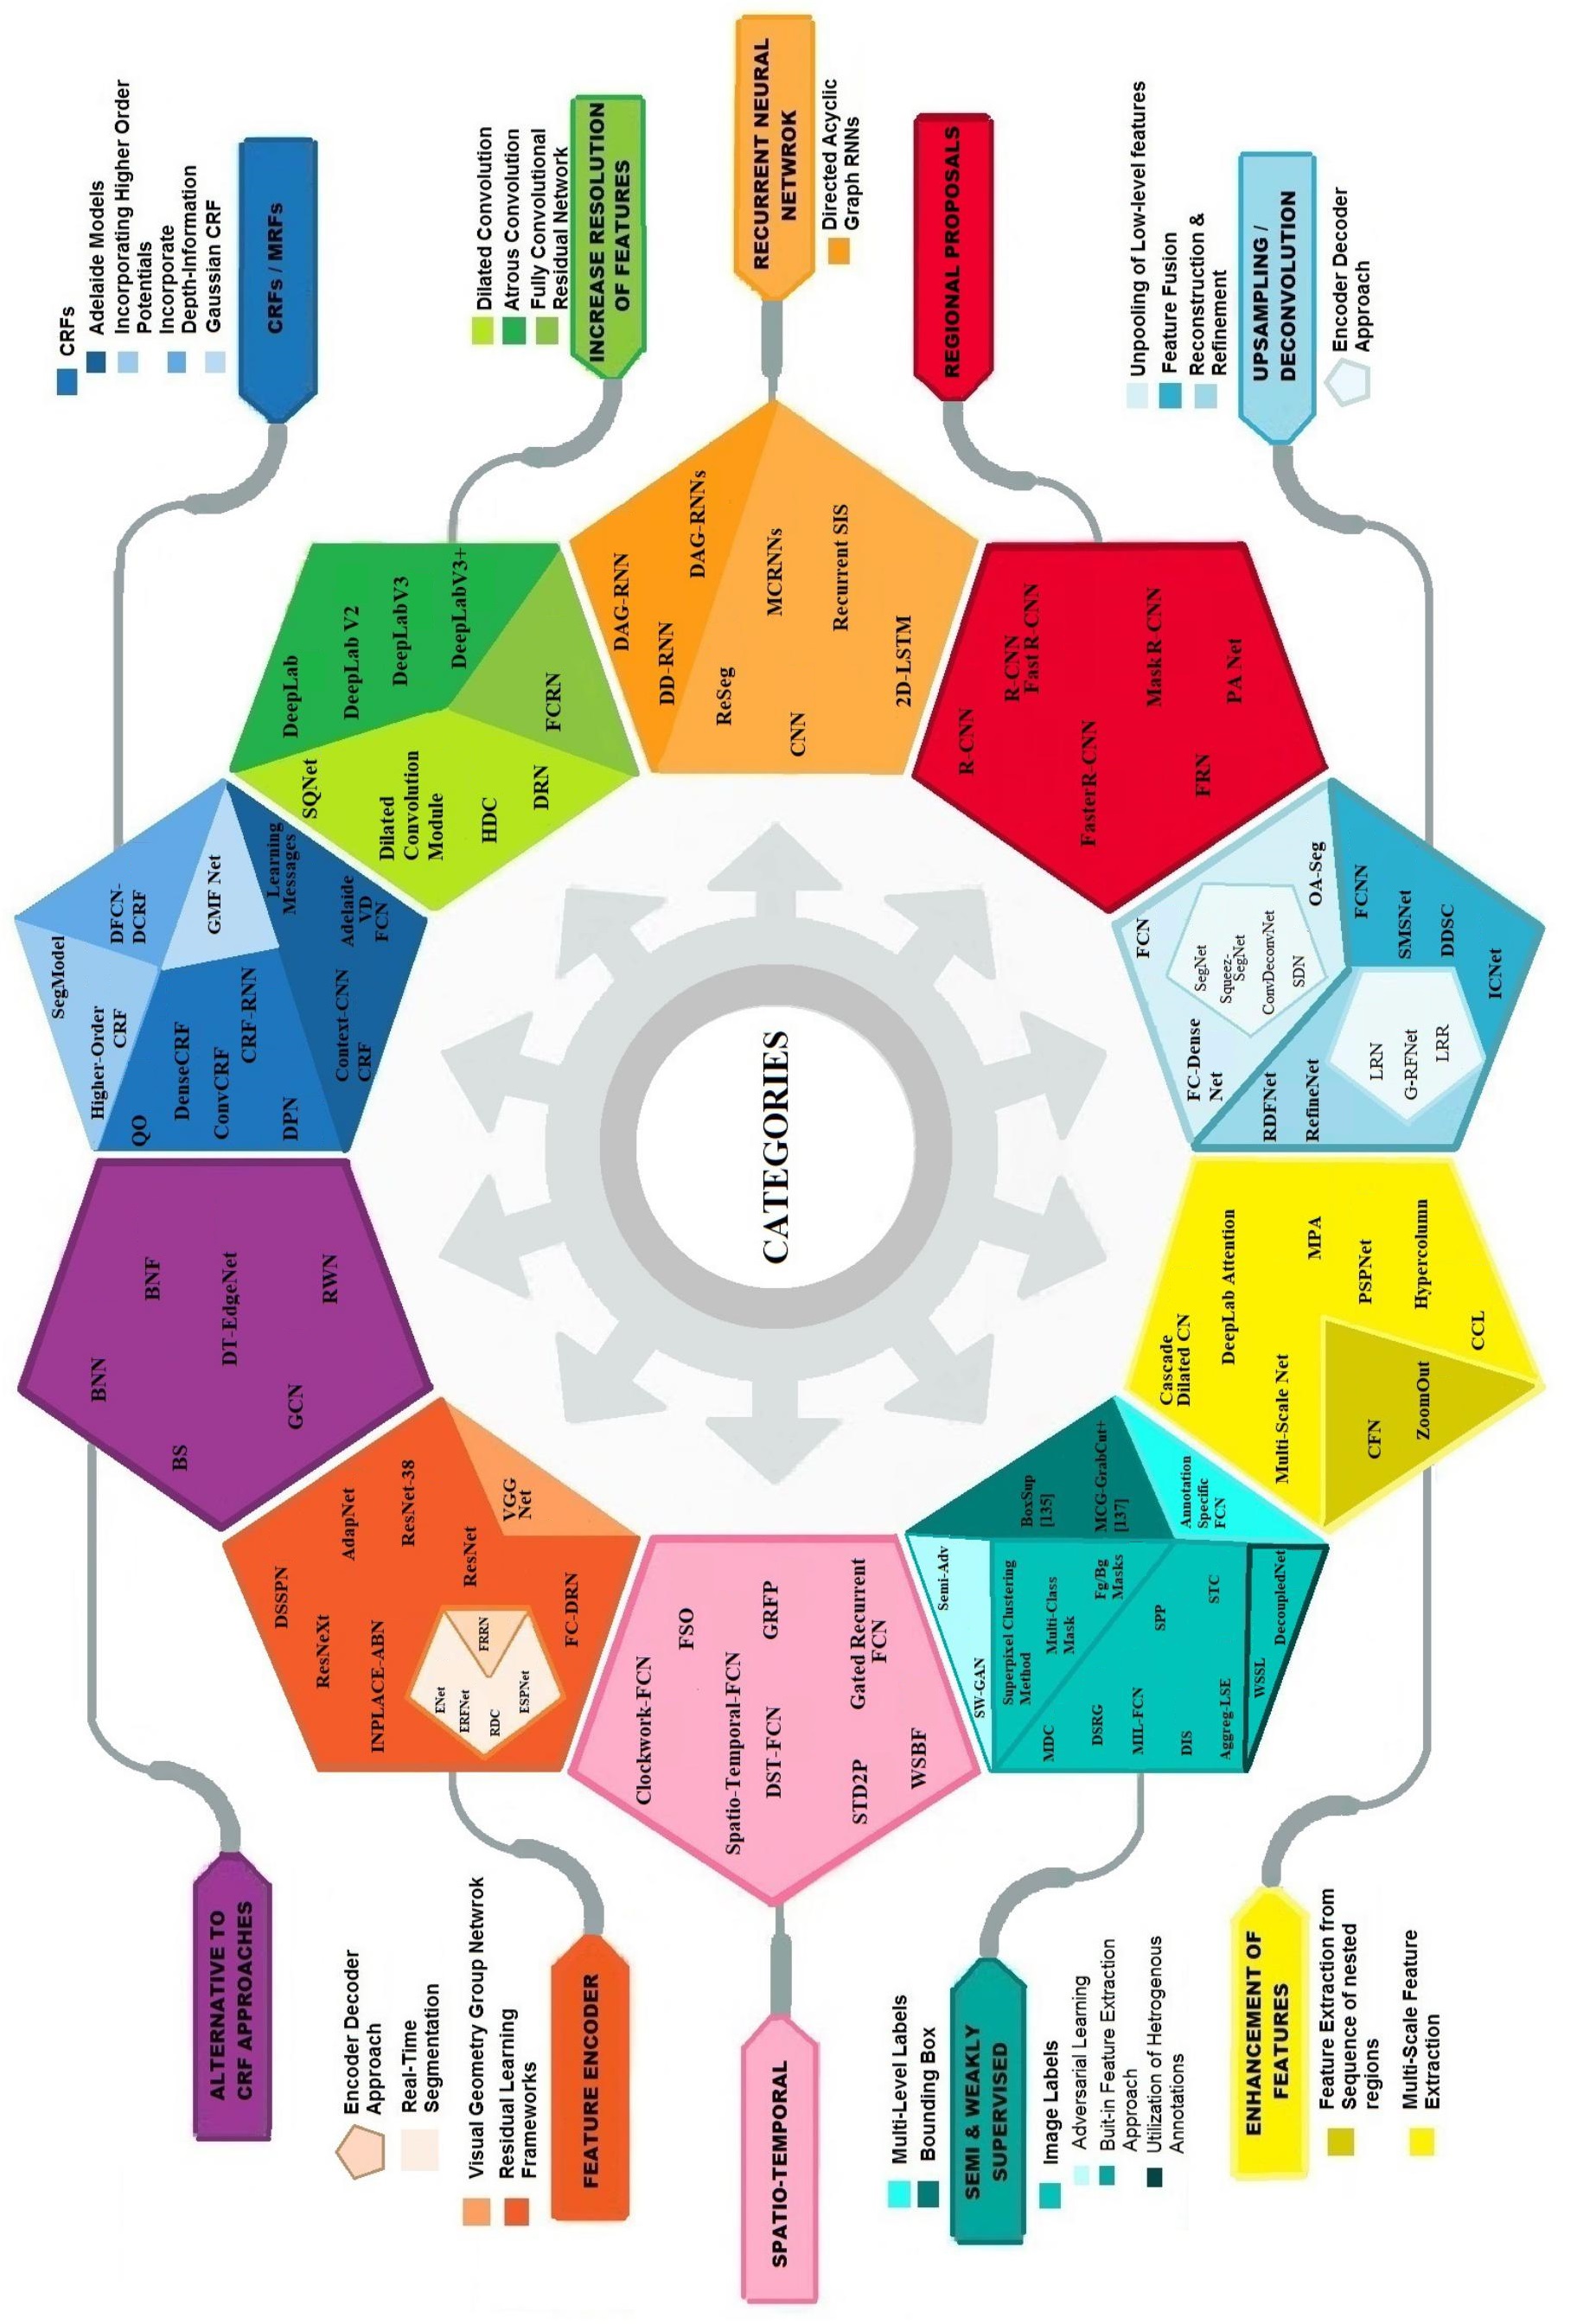 CATEGORIES
ALTERNATIVE TO
CRF APPROACHES
BNN
BNF
BS
DT-EdgeNet
GCN
RWN
CRFs / MRFs
CRFs
Adelaide Models
Incorporating Higher Order
Potentials
Incorporate
Depth-Information
Gaussian CRF
SegModel
Higher-Order
CRF
DFCN-
DCRF
GMF Net
QO
DenseCRF
ConvCRF
CRF-RNN
DPN
Learning
Messages
Adelaide
VD
FCN
Context-CNN
CRF
INCREASE RESOLUTION
OF FEATURES
Dilated Convolution
Atrous Convolution
Fully Convolutional
Residual Network
DeepLab
DeepLab V2
DeepLabV3
DeepLabV3+
SQNet
Dilated
Convolution
Module
HDC
DRN
FCRN
RECURRENT NEURAL
NETWROK
Directed Acyclic
Graph RNNs
DAG-RNN
DD-RNN
DAG-RNNs
ReSeg
MCRNNs
CNN
Recurrent SIS
2D-LSTM
REGIONAL PROPOSALS
R-CNN
R-CNN
Fast R-CNN
FasterR-CNN
MaskR-CNN
FRN
PA Net
UPSAMPLING /
DECONVOLUTION
Unpooling of Low-level features
Feature Fusion
Reconstruction &
Refinement
Encoder Decoder
Approach
FCN
SegNet
Squeez-
SegNet
ConvDeconvNet
SDN
OA-Seg
FC-Dense
Net
FCNN
SMSNet
DDSC
ICNet
RDFNet
RefineNet
LRN
G-RFNet
LRR
ENHANCEMENT OF
FEATURES
Feature Extraction from
Sequence of nested
regions
Multi-Scale Feature
Extraction
Cascade
Dilated CN
DeepLab Attention
Multi-Scale Net
MPA
PSPNet
Hypercolumn
CCL
CFN
ZoomOut
SEMI & WEAKLY
SUPERVISED
Multi-Level Labels
Bounding Box
Image Labels
Adversarial Learning
Built-in Feature Extraction
Approach
Utilization of Hetrogenous
Annotations
Semi-Adv
SW-GAN
BoxSup
[135]
MCG-GrabCut+
[137]
Annotation
Specific
FCN
Superpixel Clustering
Method
Multi-Class
Mask
Fg/Bg
Masks
MDC
DSRG
MIL-FCN
SPP
DIS
STC
Aggreg-LSE
WSSL
DecoupledNet
SPATIO-TEMPORAL
Clockwork-FCN
FSO
Spatio-Temporal-FCN
DST-FCN
GRFP
STD2P
Gated Recurrent
FCN
WSBF
FEATURE ENCODER
Encoder Decoder
Approach
Real-Time
Segmentation
Visual Geometry Group Netwrok
Residual Learning
Frameworks
DSSPN
ResNeXt
AdapNet
INPLACE-ABN
ResNet-38
ResNet
VGG
Net
FC-DRN
ENet
ERFNet
RDC
ESPNet
FRRN